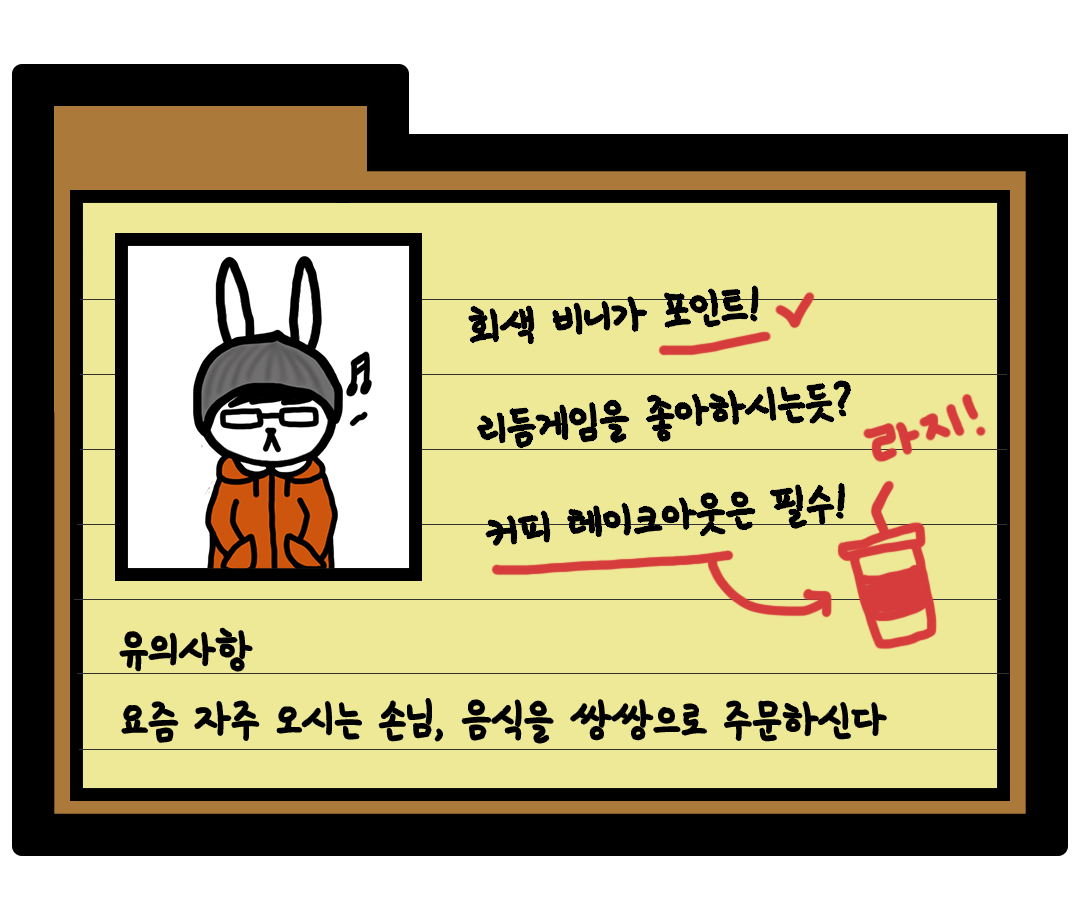 회색 비니가 포인트!
리듬게임을 좋아하시는듯?
라지!
커피 테이크아웃은 필수!
유의사항
요즘 자주 오시는 손님, 음식을 쌍쌍으로 주문하신다